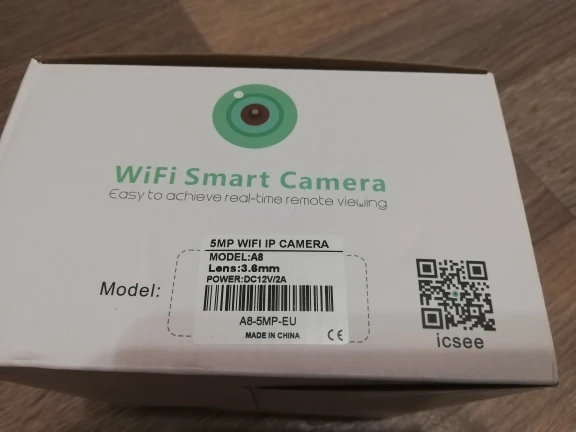 WiFi Smart Camera
Easy to achieve real-time remote viewing
5MP WIFI IP CAMERA
MODEL:A8
Lens:3.6mm
POWER:DC12V/2A
Model:
A8-5MP-EU
MADE IN CHINA
CE
icsee